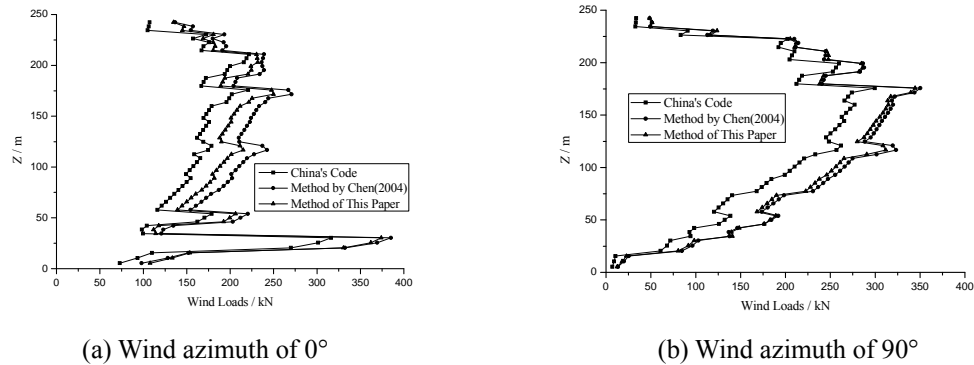 250
200
150
100
50
0
Z / m
China's Code
Method by Chen(2004)
Method of This Paper
0 50 100 150 200 250 300 350 400
Wind Loads / kN
(a) Wind azimuth of 0°
250
200
150
100
50
0
Z / m
China's Code
Method by Chen(2004)
Method of This Paper
0 50 100 150 200 250 300 350 400
Wind Loads / kN
(b) Wind azimuth of 90°